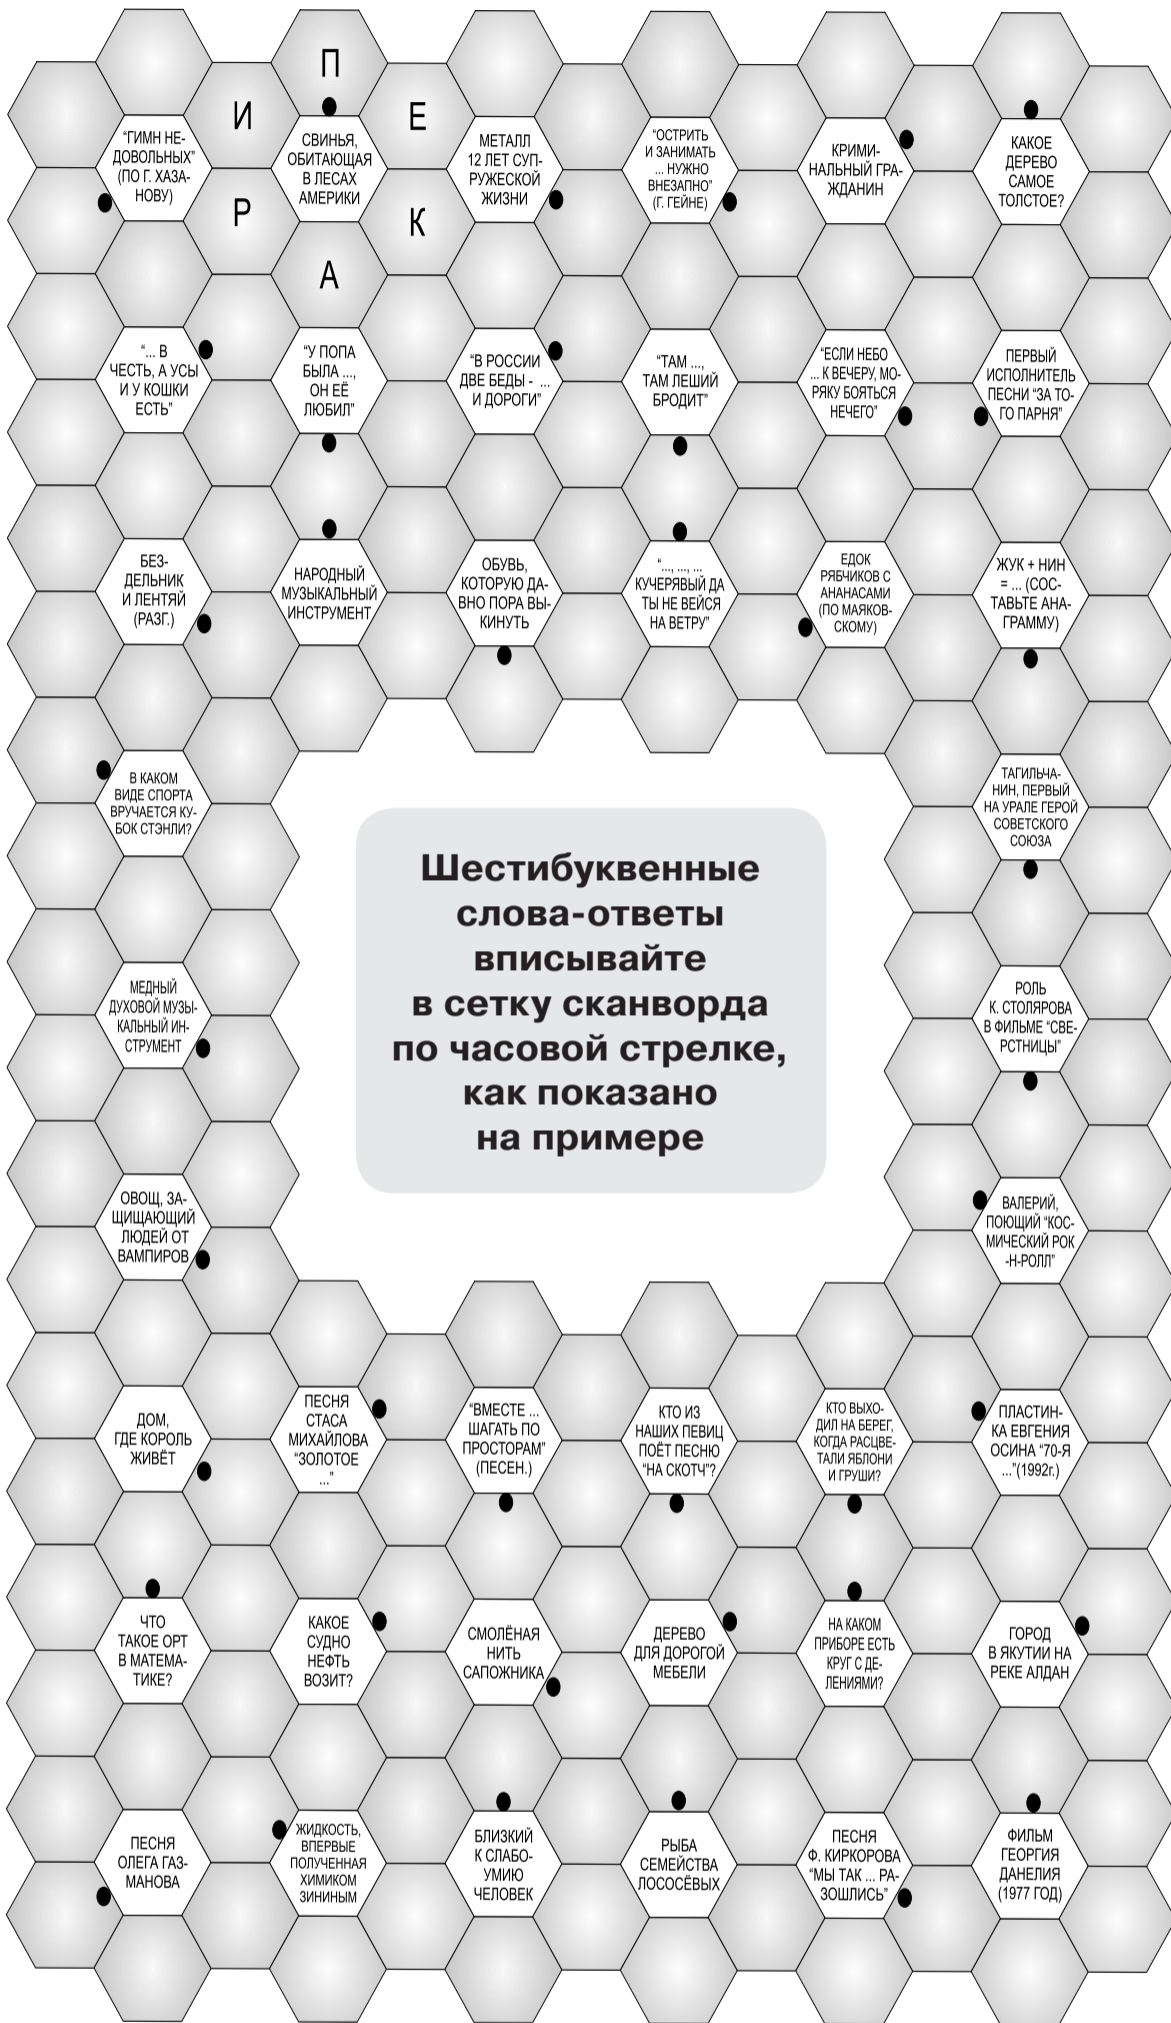 П
И
Е
Р
К
А
“ГИМН НЕ-
ДОВОЛЬНЫХ”
(ПО Г. ХАЗА-
НОВУ)
СВИНЬЯ,
ОБИТАЮЩАЯ
В ЛЕСАХ
АМЕРИКИ
МЕТАЛЛ
12 ЛЕТ СУП-
РУЖЕСКОЙ
ЖИЗНИ
“ОСТРИТЬ
И ЗАНИМАТЬ
... НУЖНО
ВНЕЗАПНО”
(Г. ГЕЙНЕ)
КРИМИ-
НАЛЬНЫЙ ГРА-
ЖДАНИН
КАКОЕ
ДЕРЕВО
САМОЕ
ТОЛСТОЕ?
“... В
ЧЕСТЬ, А УСЫ
И У КОШКИ
ЕСТЬ”
“У ПОПА
БЫЛА ...,
ОН ЕЁ
ЛЮБИЛ”
“В РОССИИ
ДВЕ БЕДЫ - ...
И ДОРОГИ”
“ТАМ ...,
ТАМ ЛЕШИЙ
БРОДИТ”
“ЕСЛИ НЕБО
... К ВЕЧЕРУ, МО-
РЯКУ БОЯТЬСЯ
НЕЧЕГО”
ПЕРВЫЙ
ИСПОЛНИТЕЛЬ
ПЕСНИ “ЗА ТО-
ГО ПАРНЯ”
БЕЗ-
ДЕЛЬНИК
И ЛЕНТЯЙ
(РАЗГ.)
НАРОДНЫЙ
МУЗЫКАЛЬНЫЙ
ИНСТРУМЕНТ
ОБУВЬ,
КОТОРУЮ ДА-
ВНО ПОРА ВЫ-
КИНУТЬ
“..., ..., ...
КУЧЕРЯВЫЙ ДА
ТЫ НЕ ВЕЙСЯ
НА ВЕТРУ”
ЕДОК
РЯБЧИКОВ С
АНАНАСАМИ
(ПО МАЯКОВ-
СКОМУ)
ЖУК + НИН
= ... (СОС-
ТАВЬТЕ АНА-
ГРАММУ)
В КАКОМ
ВИДЕ СПОРТА
ВРУЧАЕТСЯ КУ-
БОК СТЭНЛИ?
ТАГИЛЬЧА-
НИН, ПЕРВЫЙ
НА УРАЛЕ ГЕРОЙ
СОВЕТСКОГО
СОЮЗА
Шестибуквенные
слова-ответы
вписывайте
в сетку сканворда
по часовой стрелке,
как показано
на примере
МЕДНЫЙ
ДУХОВОЙ МУЗЫ-
КАЛЬНЫЙ ИН-
СТРУМЕНТ
РОЛЬ
К. СТОЛЯРОВА
В ФИЛЬМЕ “СВЕ-
РСТНИЦЫ”
ОВОЩ, ЗА-
ЩИЩАЮЩИЙ
ЛЮДЕЙ ОТ
ВАМПИРОВ
ВАЛЕРИЙ,
ПОЮЩИЙ “КОС-
МИЧЕСКИЙ РОК
-Н-РОЛЛ”
ДОМ,
ГДЕ КОРОЛЬ
ЖИВЁТ
ПЕСНЯ
СТАСА
МИХАЙЛОВА
“ЗОЛОТОЕ
...”
“ВМЕСТЕ ...
ШАГАТЬ ПО
ПРОСТОРАМ”
(ПЕСЕН.)
КТО ИЗ
НАШИХ ПЕВИЦ
ПОЁТ ПЕСНЮ
“НА СКОТЧ”?
КТО ВЫХО-
ДИЛ НА БЕРЕГ,
КОГДА РАСЦВЕ-
ТАЛИ ЯБЛОНИ
И ГРУШИ?
ПЛАСТИН-
КА ЕВГЕНИЯ
ОСИНА “70-Я
...”(1992г.)
ЧТО
ТАКОЕ ОРТ
В МАТЕМА-
ТИКЕ?
КАКОЕ
СУДНО
НЕФТЬ
ВОЗИТ?
СМОЛЁНАЯ
НИТЬ
САПОЖНИКА
ДЕРЕВО
ДЛЯ ДОРОГОЙ
МЕБЕЛИ
НА КАКОМ
ПРИБОРЕ ЕСТЬ
КРУГ С ДЕ-
ЛЕНИЯМИ?
ГОРОД
В ЯКУТИИ НА
РЕКЕ АЛДАН
ПЕСНЯ
ОЛЕГА ГАЗ-
МАНОВА
ЖИДКОСТЬ,
ВПЕРВЫЕ
ПОЛУЧЕННАЯ
ХИМИКОМ
ЗИНИНЫМ
БЛИЗКИЙ
К СЛАБО-
УМИЮ
ЧЕЛОВЕК
РЫБА
СЕМЕЙСТВА
ЛОСОСЁВЫХ
ПЕСНЯ
Ф. КИРКОРОВА
“МЫ ТАК ... РА-
ЗОШЛИСЬ”
ФИЛЬМ
ГЕОРГИЯ
ДАНЕЛИЯ
(1977 ГОД)